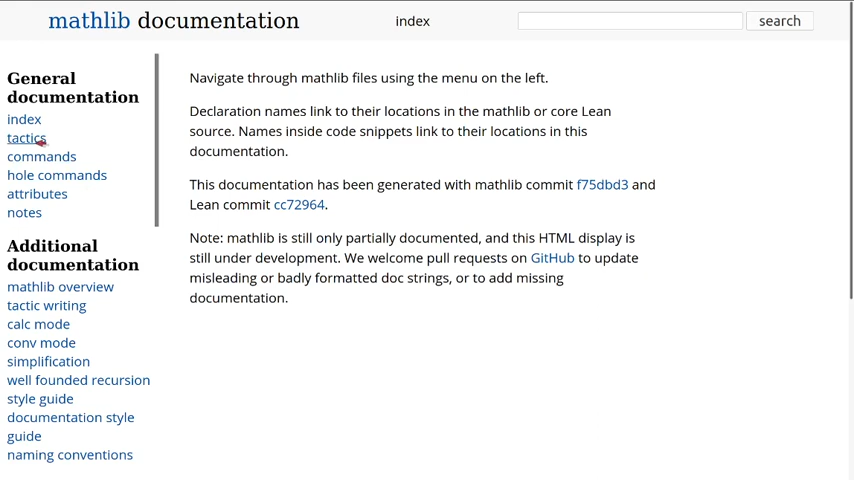 mathlib documentation
index
search
General
documentation
index
tactics
commands
hole commands
attributes
notes
Additional
documentation
mathlib overview
tactic writing
calc mode
conv mode
simplification
well founded recursion
style guide
documentation style
guide
naming conventions
Navigate through mathlib files using the menu on the left.
Declaration names link to their locations in the mathlib or core Lean
source. Names inside code snippets link to their locations in this
documentation.
This documentation has been generated with mathlib commit f75dbd3 and
Lean commit cc72964.
Note: mathlib is still only partially documented, and this HTML display is
still under development. We welcome pull requests on GitHub to update
misleading or badly formatted doc strings, or to add missing
documentation.